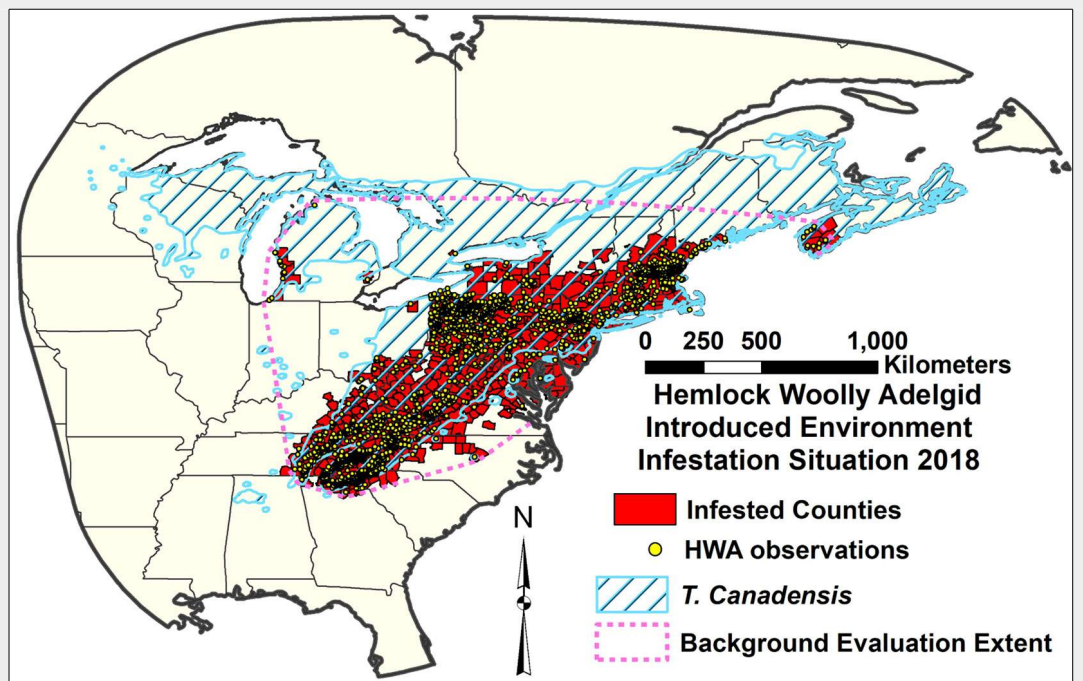 0 250 500 1,000
Kilometers
Hemlock Woolly Adelgid
Introduced Environment
Infestation Situation 2018
N
Infested Counties
HWA observations
T. Canadensis
Background Evaluation Extent